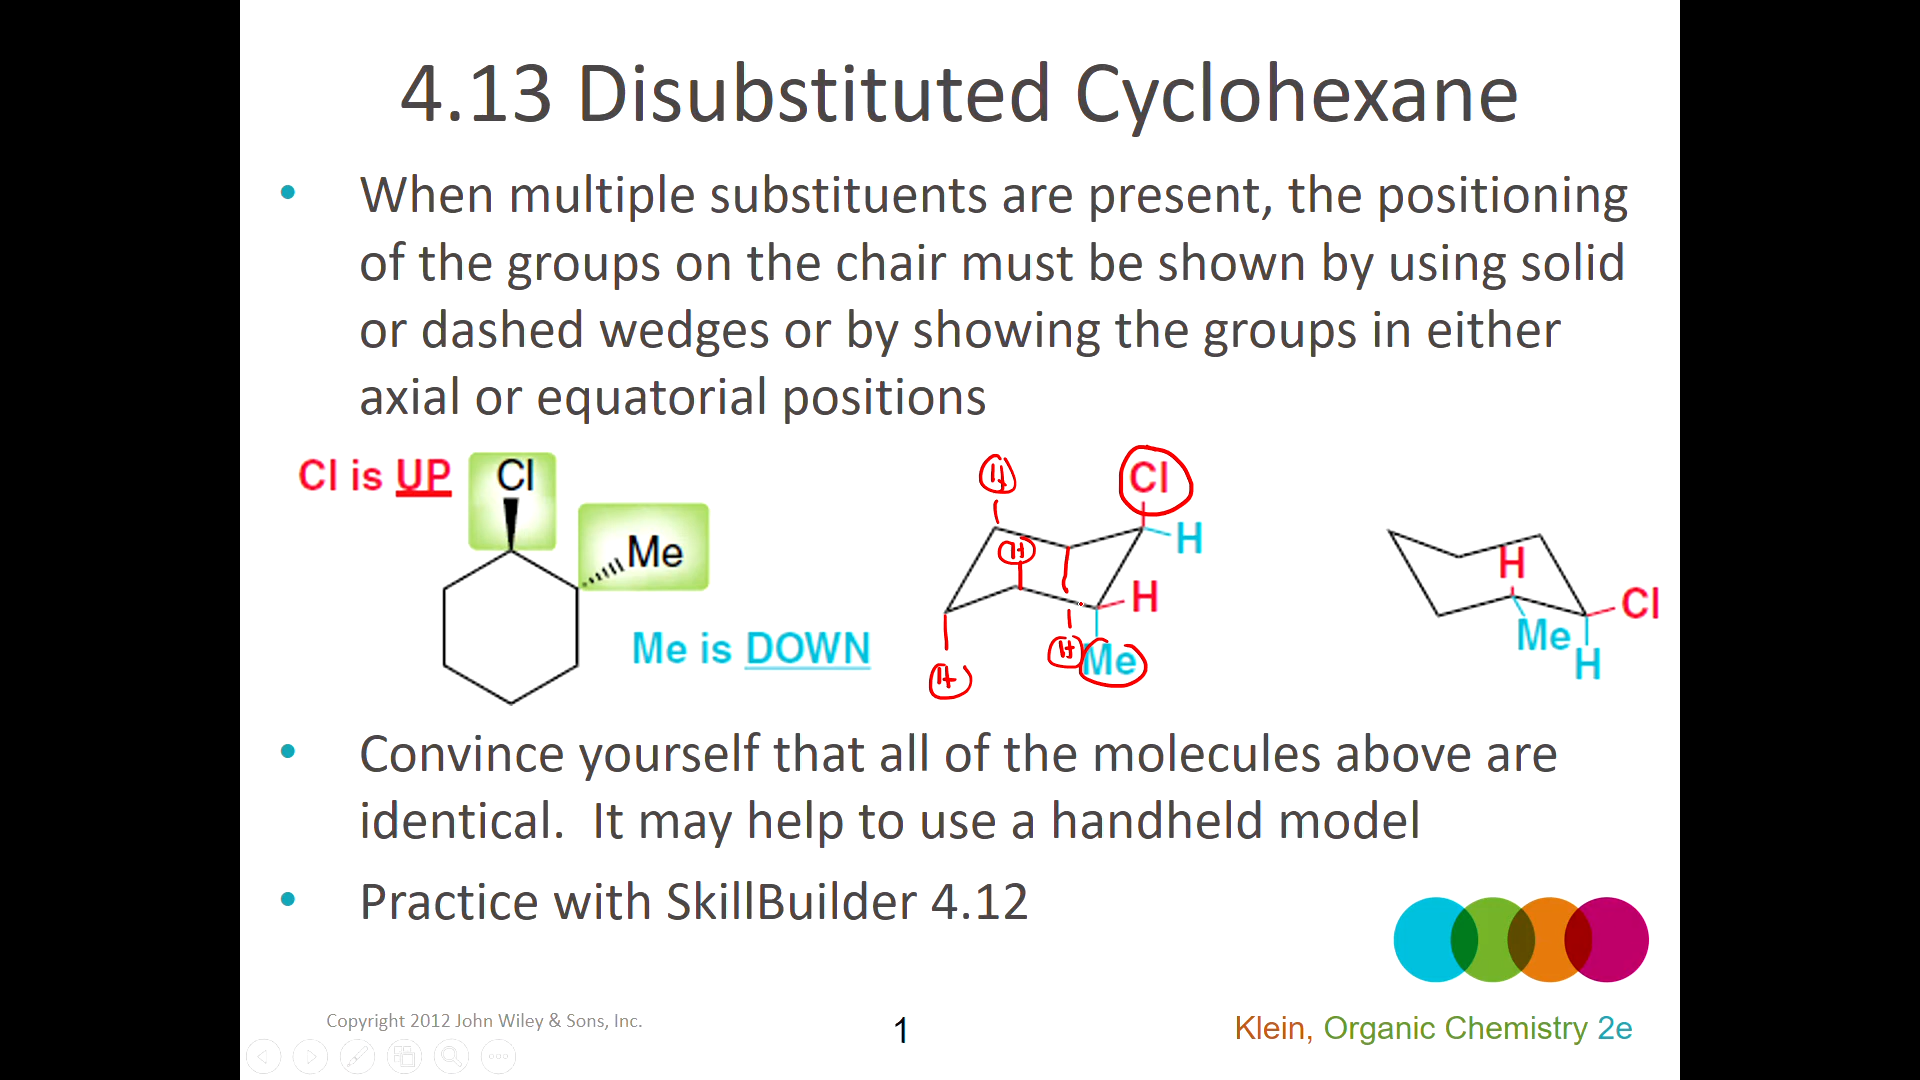 4.13 Disubstituted Cyclohexane
• When multiple substituents are present, the positioning
of the groups on the chair must be shown by using solid
or dashed wedges or by showing the groups in either
axial or equatorial positions
Cl is UP
Cl
Me
Me is DOWN
H
Cl
H
H
H
H
Me
H
H
Cl
Me
H
• Convince yourself that all of the molecules above are
identical.  It may help to use a handheld model
• Practice with SkillBuilder 4.12
Copyright 2012 John Wiley & Sons, Inc.
1
Klein, Organic Chemistry 2e